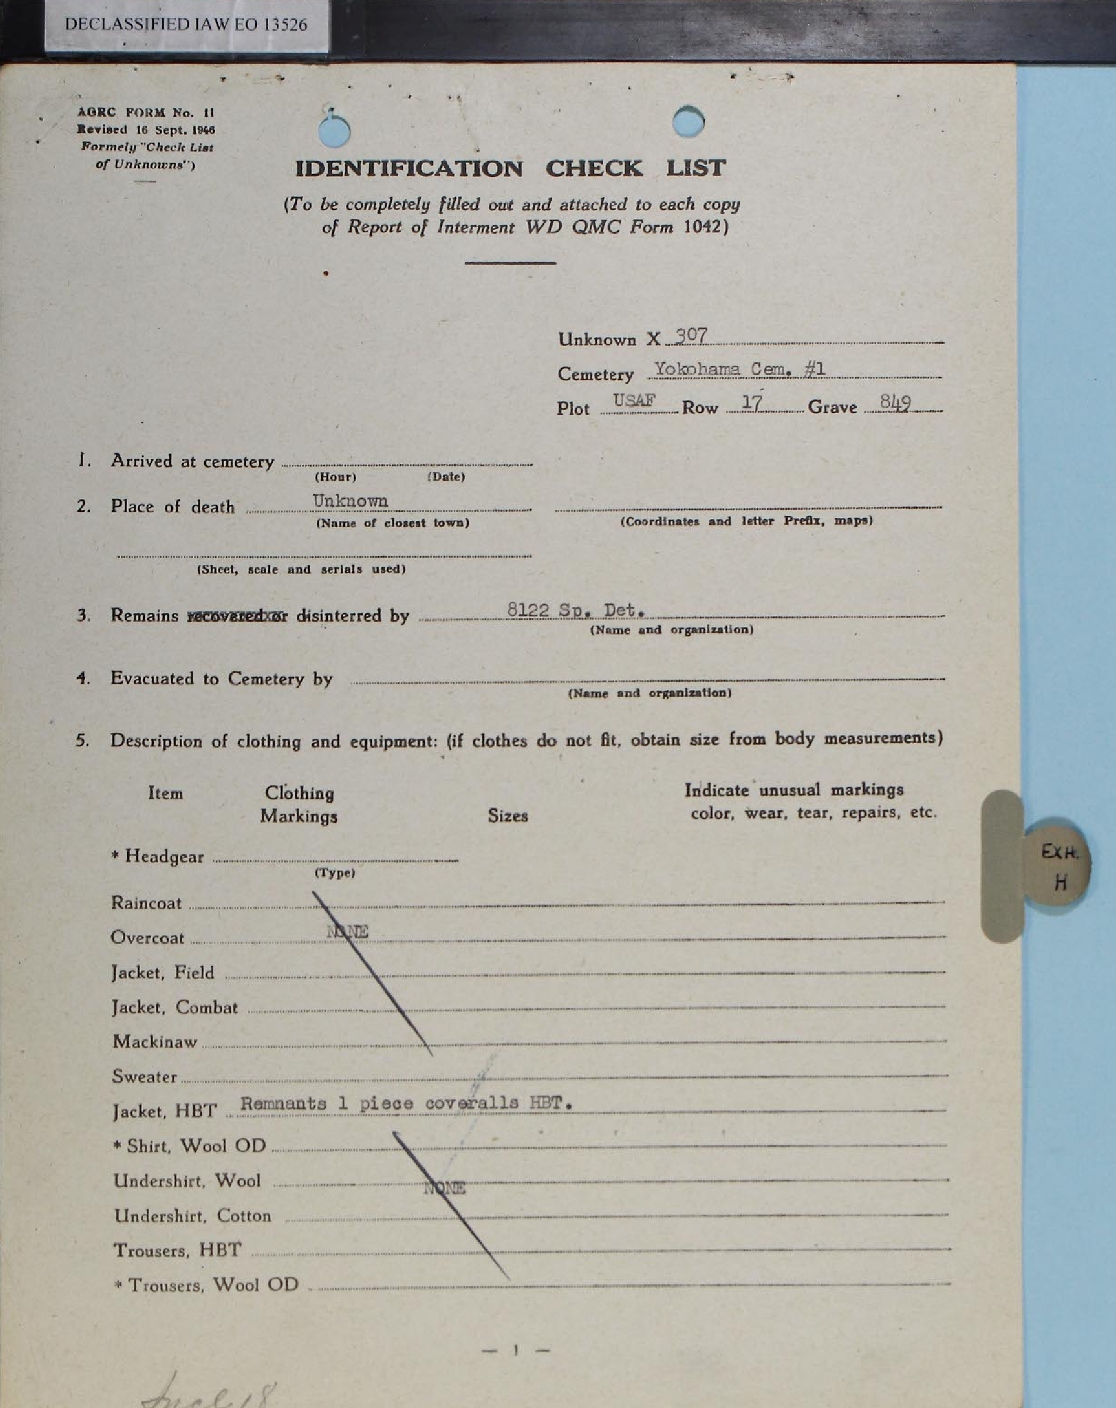 DECLASSIFIED IAW EO 13526
AGRC FORM No. 11
Revised 16 Sept. 1946
Formely "Check List
of Unknowns")
IDENTIFICATION CHECK LIST
(To be completely filled out and attached to each copy
of Report of Interment WD QMC Form 1042)
Unknown X 307
Cemetery Yokohama Cem. #1
Plot USAF Row 17 Grave 849
1. Arrived at cemetery
(Hour) (Date)
2. Place of death Unknown
(Name of closest town) (Coordinates and letter Prefix, maps)
(Sheet, scale and serials used)
3. Remains recovered or disinterred by 8122 Sp. Det.
(Name and organization)
4. Evacuated to Cemetery by
(Name and organization)
5. Description of clothing and equipment: (if clothes do not fit, obtain size from body measurements)
Item Clothing Markings Sizes Indicate unusual markings color, wear, tear, repairs, etc.
* Headgear
(Type)
Raincoat
Overcoat NONE
Jacket, Field
Jacket, Combat
Mackinaw
Sweater
Jacket, HBT Remnants 1 piece coveralls HBT.
* Shirt, Wool OD
Undershirt, Wool NONE
Undershirt, Cotton
Trousers, HBT
* Trousers, Wool OD
— 1 —
EXH.
H